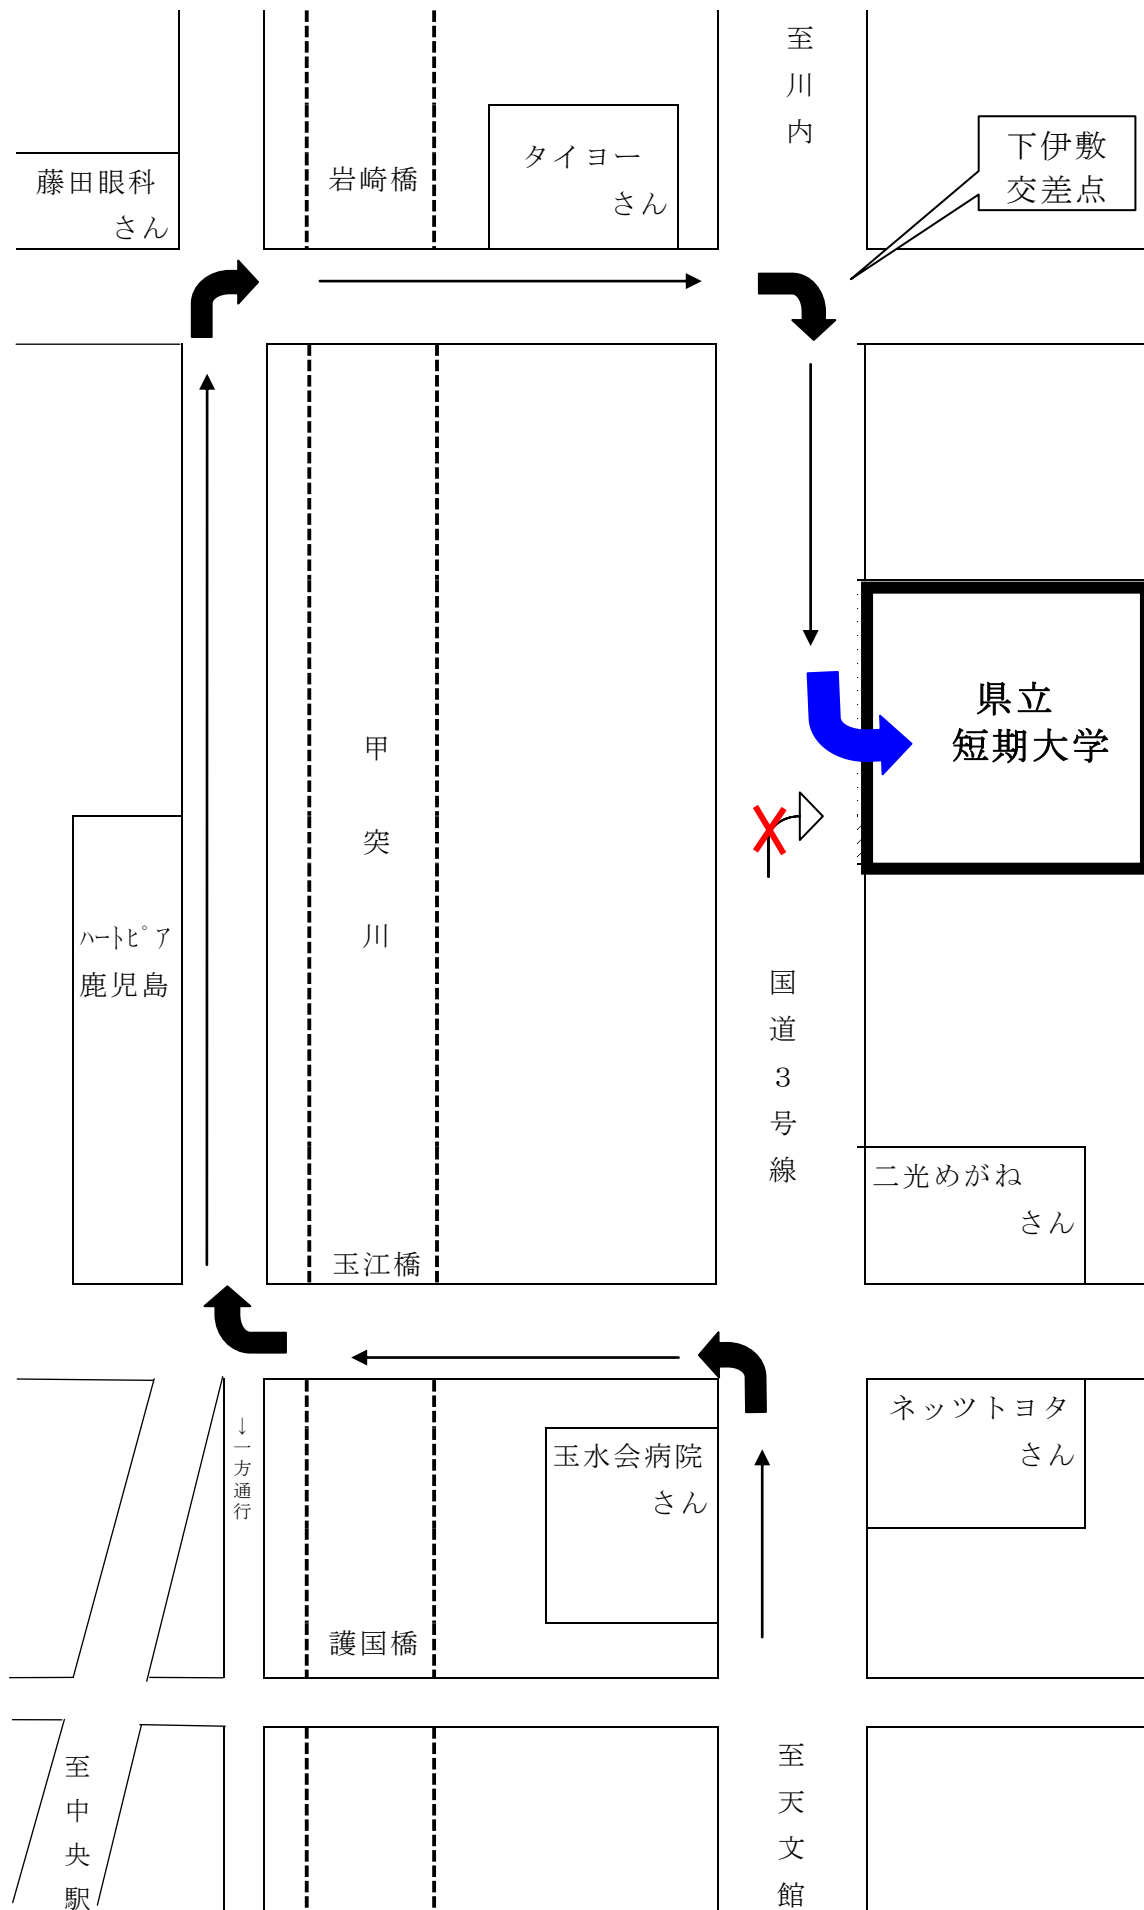 至川内
下伊敷
交差点
タイヨー
さん
岩崎橋
藤田眼科
さん
県立
短期大学
甲突川
ﾊｰﾄﾋﾟｱ
鹿児島
国道３号線
二光めがね
さん
玉江橋
ネッツトヨタ
さん
↓一方通行
玉水会病院
さん
護国橋
至中央駅
至天文館